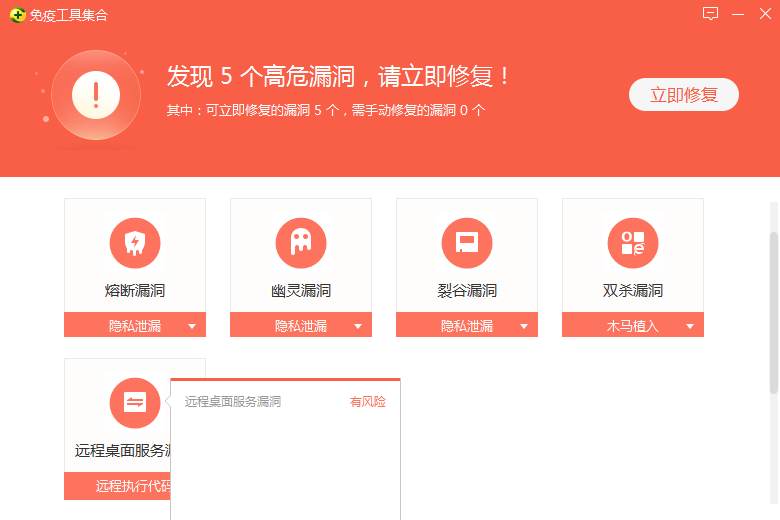 免疫工具集合
发现 5 个高危漏洞，请立即修复！
其中：可立即修复的漏洞 5 个，需手动修复的漏洞 0 个
立即修复
熔断漏洞
幽灵漏洞
裂谷漏洞
双杀漏洞
隐私泄漏
隐私泄漏
隐私泄漏
木马植入
远程桌面服务漏洞
有风险
远程桌面服务
远程执行代码